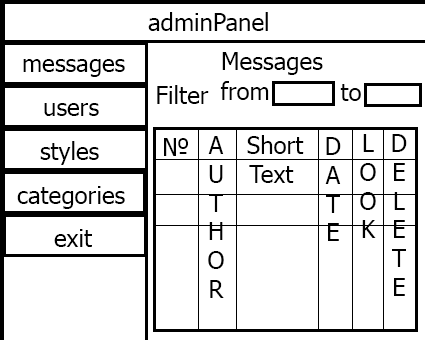 adminPanel
messages
users
styles
categories
exit
Messages
Filter from to
№ AUTHOR Short Text DATE LOOK DELETE